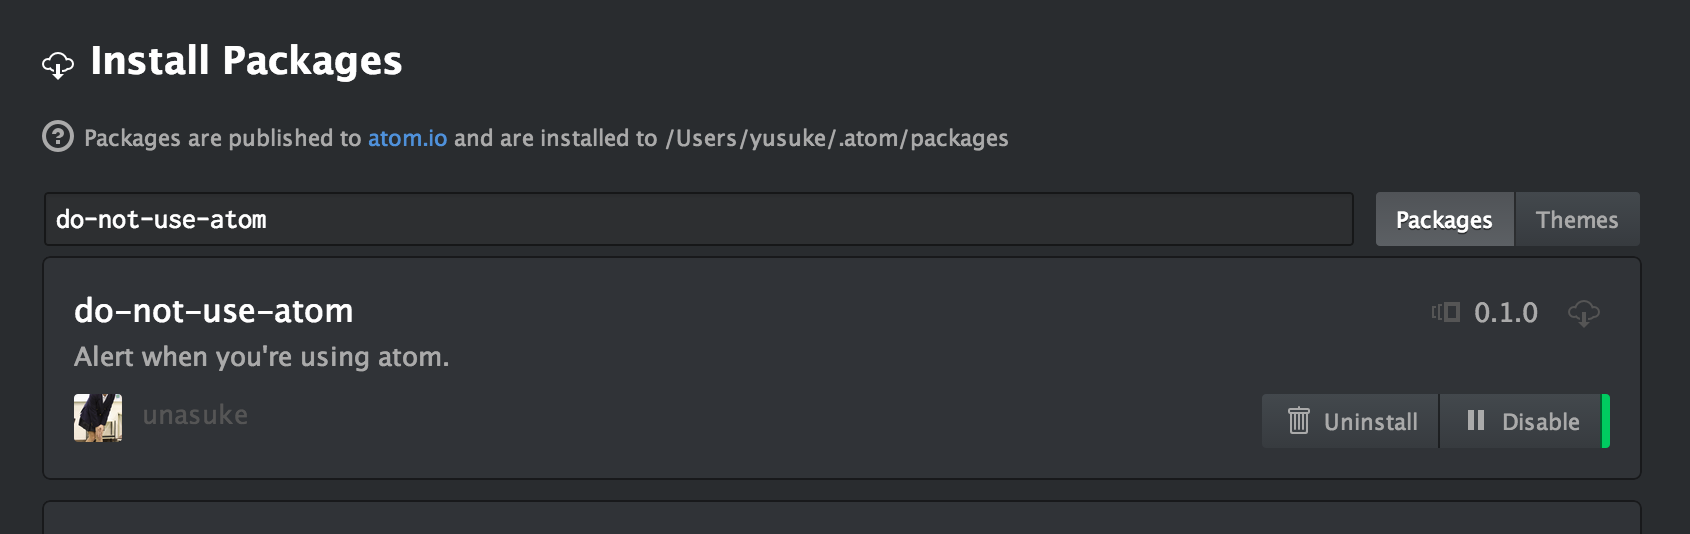 Install Packages
Packages are published to atom.io and are installed to /Users/yusuke/.atom/packages
do-not-use-atom
Packages
Themes
do-not-use-atom
0.1.0
Alert when you're using atom.
unasuke
Uninstall
Disable